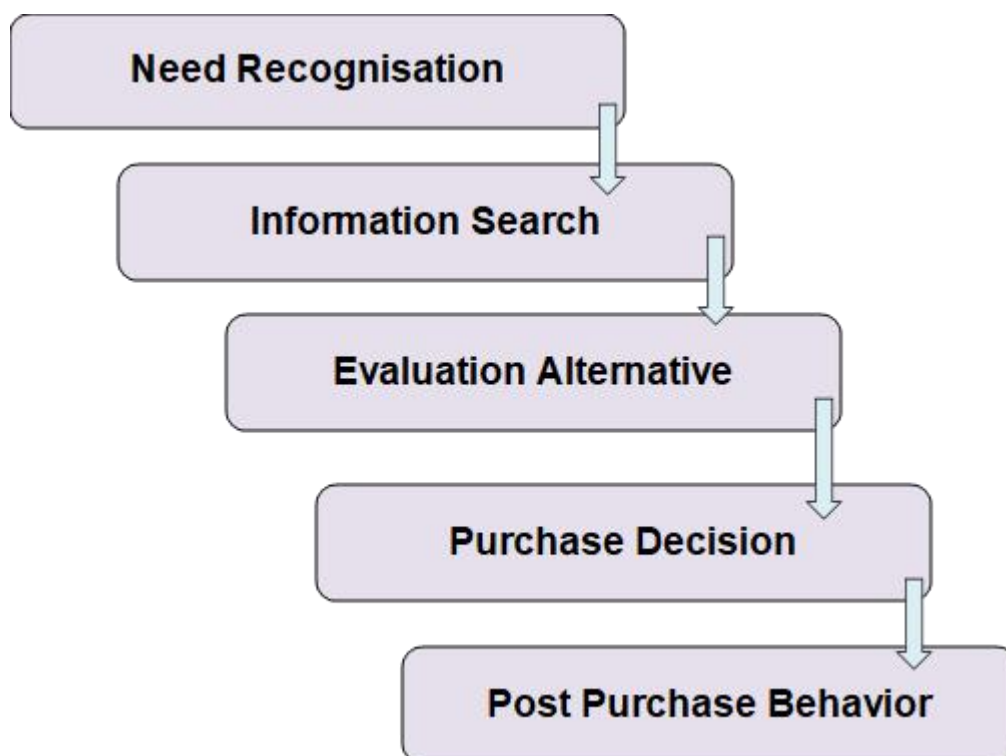 Need Recognisation
Information Search
Evaluation Alternative
Purchase Decision
Post Purchase Behavior